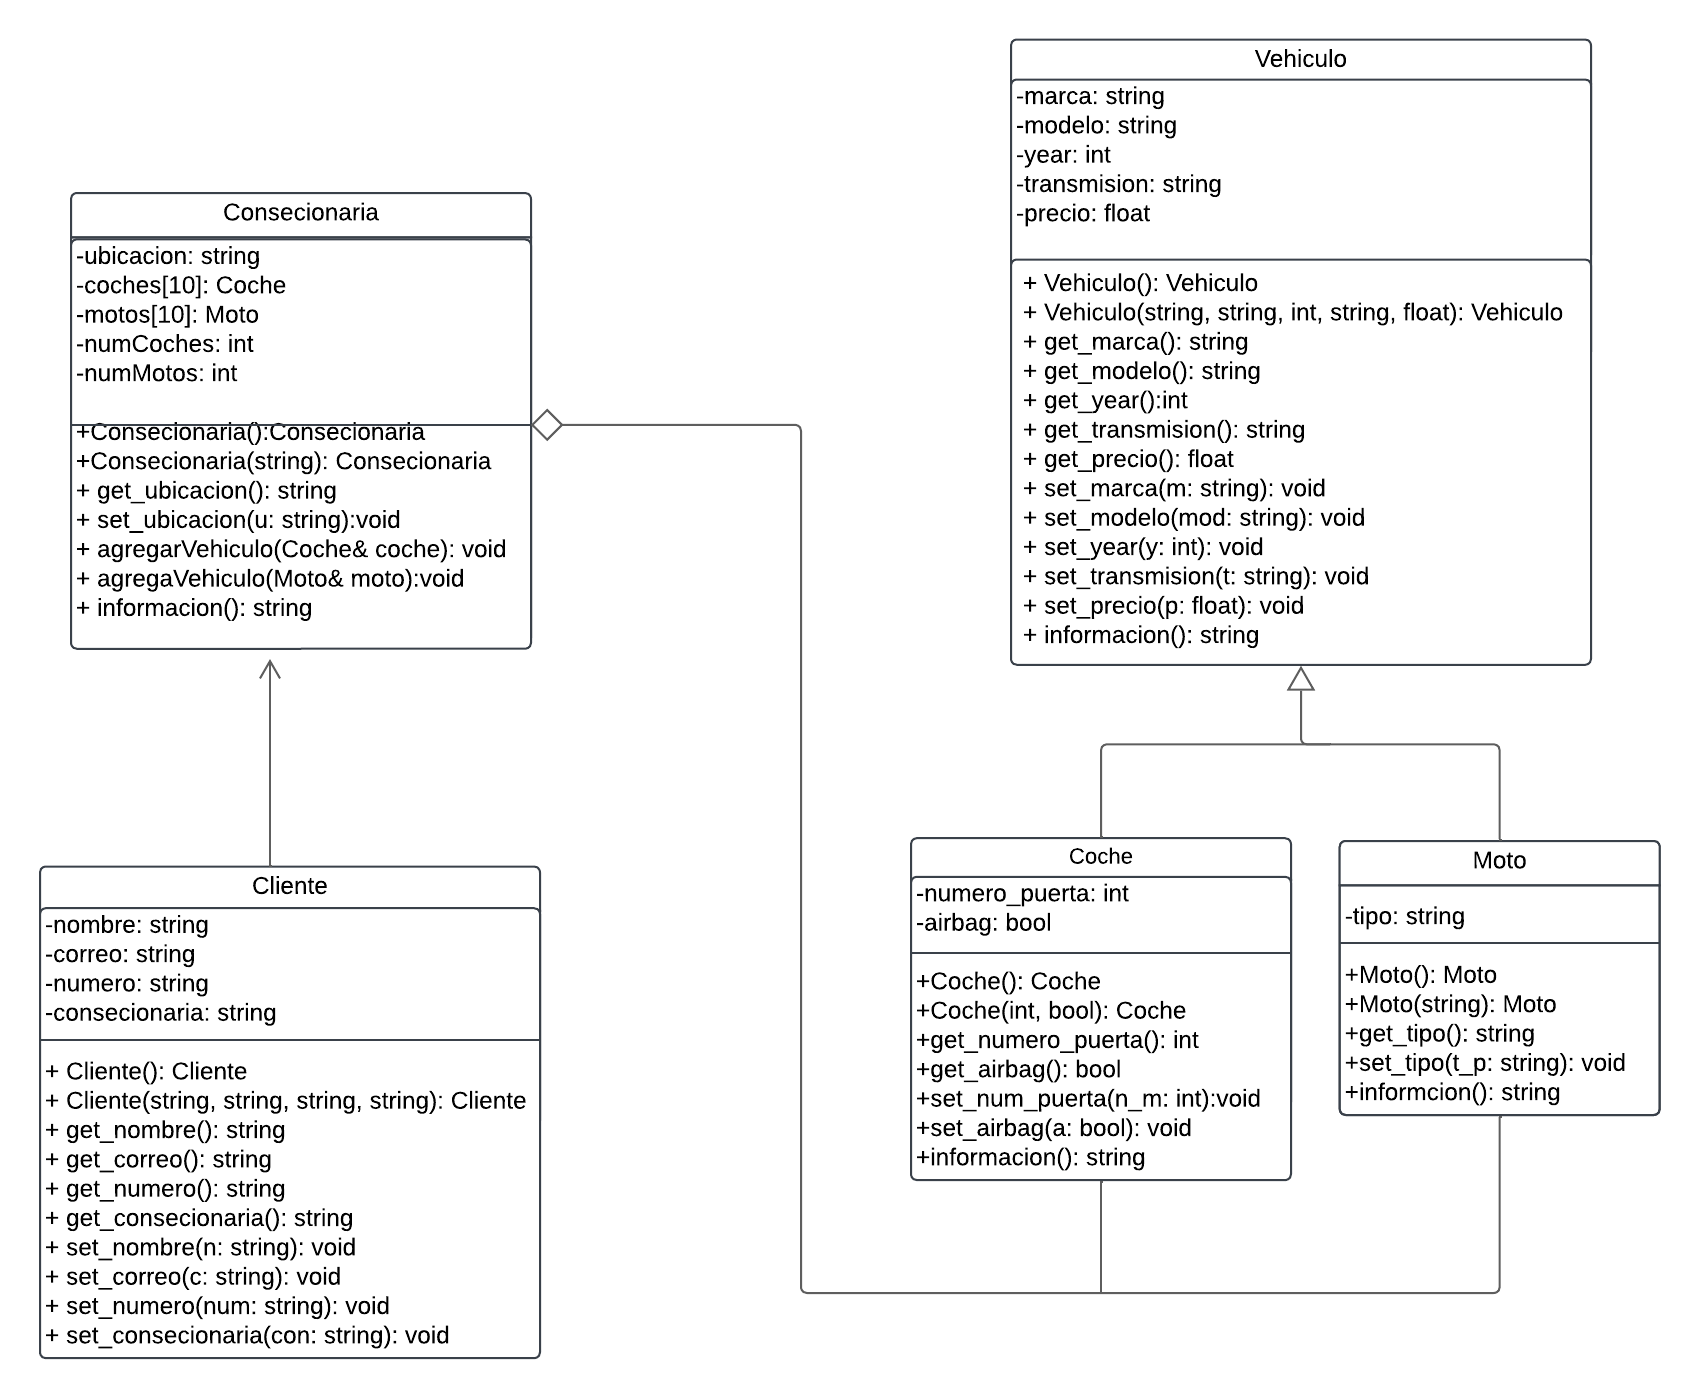 Vehiculo
-marca: string
-modelo: string
-year: int
-transmision: string
-precio: float
+ Vehiculo(): Vehiculo
+ Vehiculo(string, string, int, string, float): Vehiculo
+ get_marca(): string
+ get_modelo(): string
+ get_year():int
+ get_transmision(): string
+ get_precio(): float
+ set_marca(m: string): void
+ set_modelo(mod: string): void
+ set_year(y: int): void
+ set_transmision(t: string): void
+ set_precio(p: float): void
+ informacion(): string
Consecionaria
-ubicacion: string
-coches[10]: Coche
-motos[10]: Moto
-numCoches: int
-numMotos: int
+Consecionaria():Consecionaria
+Consecionaria(string): Consecionaria
+ get_ubicacion(): string
+ set_ubicacion(u: string):void
+ agregarVehiculo(Coche& coche): void
+ agregaVehiculo(Moto& moto):void
+ informacion(): string
Cliente
-nombre: string
-correo: string
-numero: string
-consecionaria: string
+ Cliente(): Cliente
+ Cliente(string, string, string, string): Cliente
+ get_nombre(): string
+ get_correo(): string
+ get_numero(): string
+ get_consecionaria(): string
+ set_nombre(n: string): void
+ set_correo(c: string): void
+ set_numero(num: string): void
+ set_consecionaria(con: string): void
Coche
-numero_puerta: int
-airbag: bool
+Coche(): Coche
+Coche(int, bool): Coche
+get_numero_puerta(): int
+get_airbag(): bool
+set_num_puerta(n_m: int):void
+set_airbag(a: bool): void
+informacion(): string
Moto
-tipo: string
+Moto(): Moto
+Moto(string): Moto
+get_tipo(): string
+set_tipo(t_p: string): void
+informcion(): string